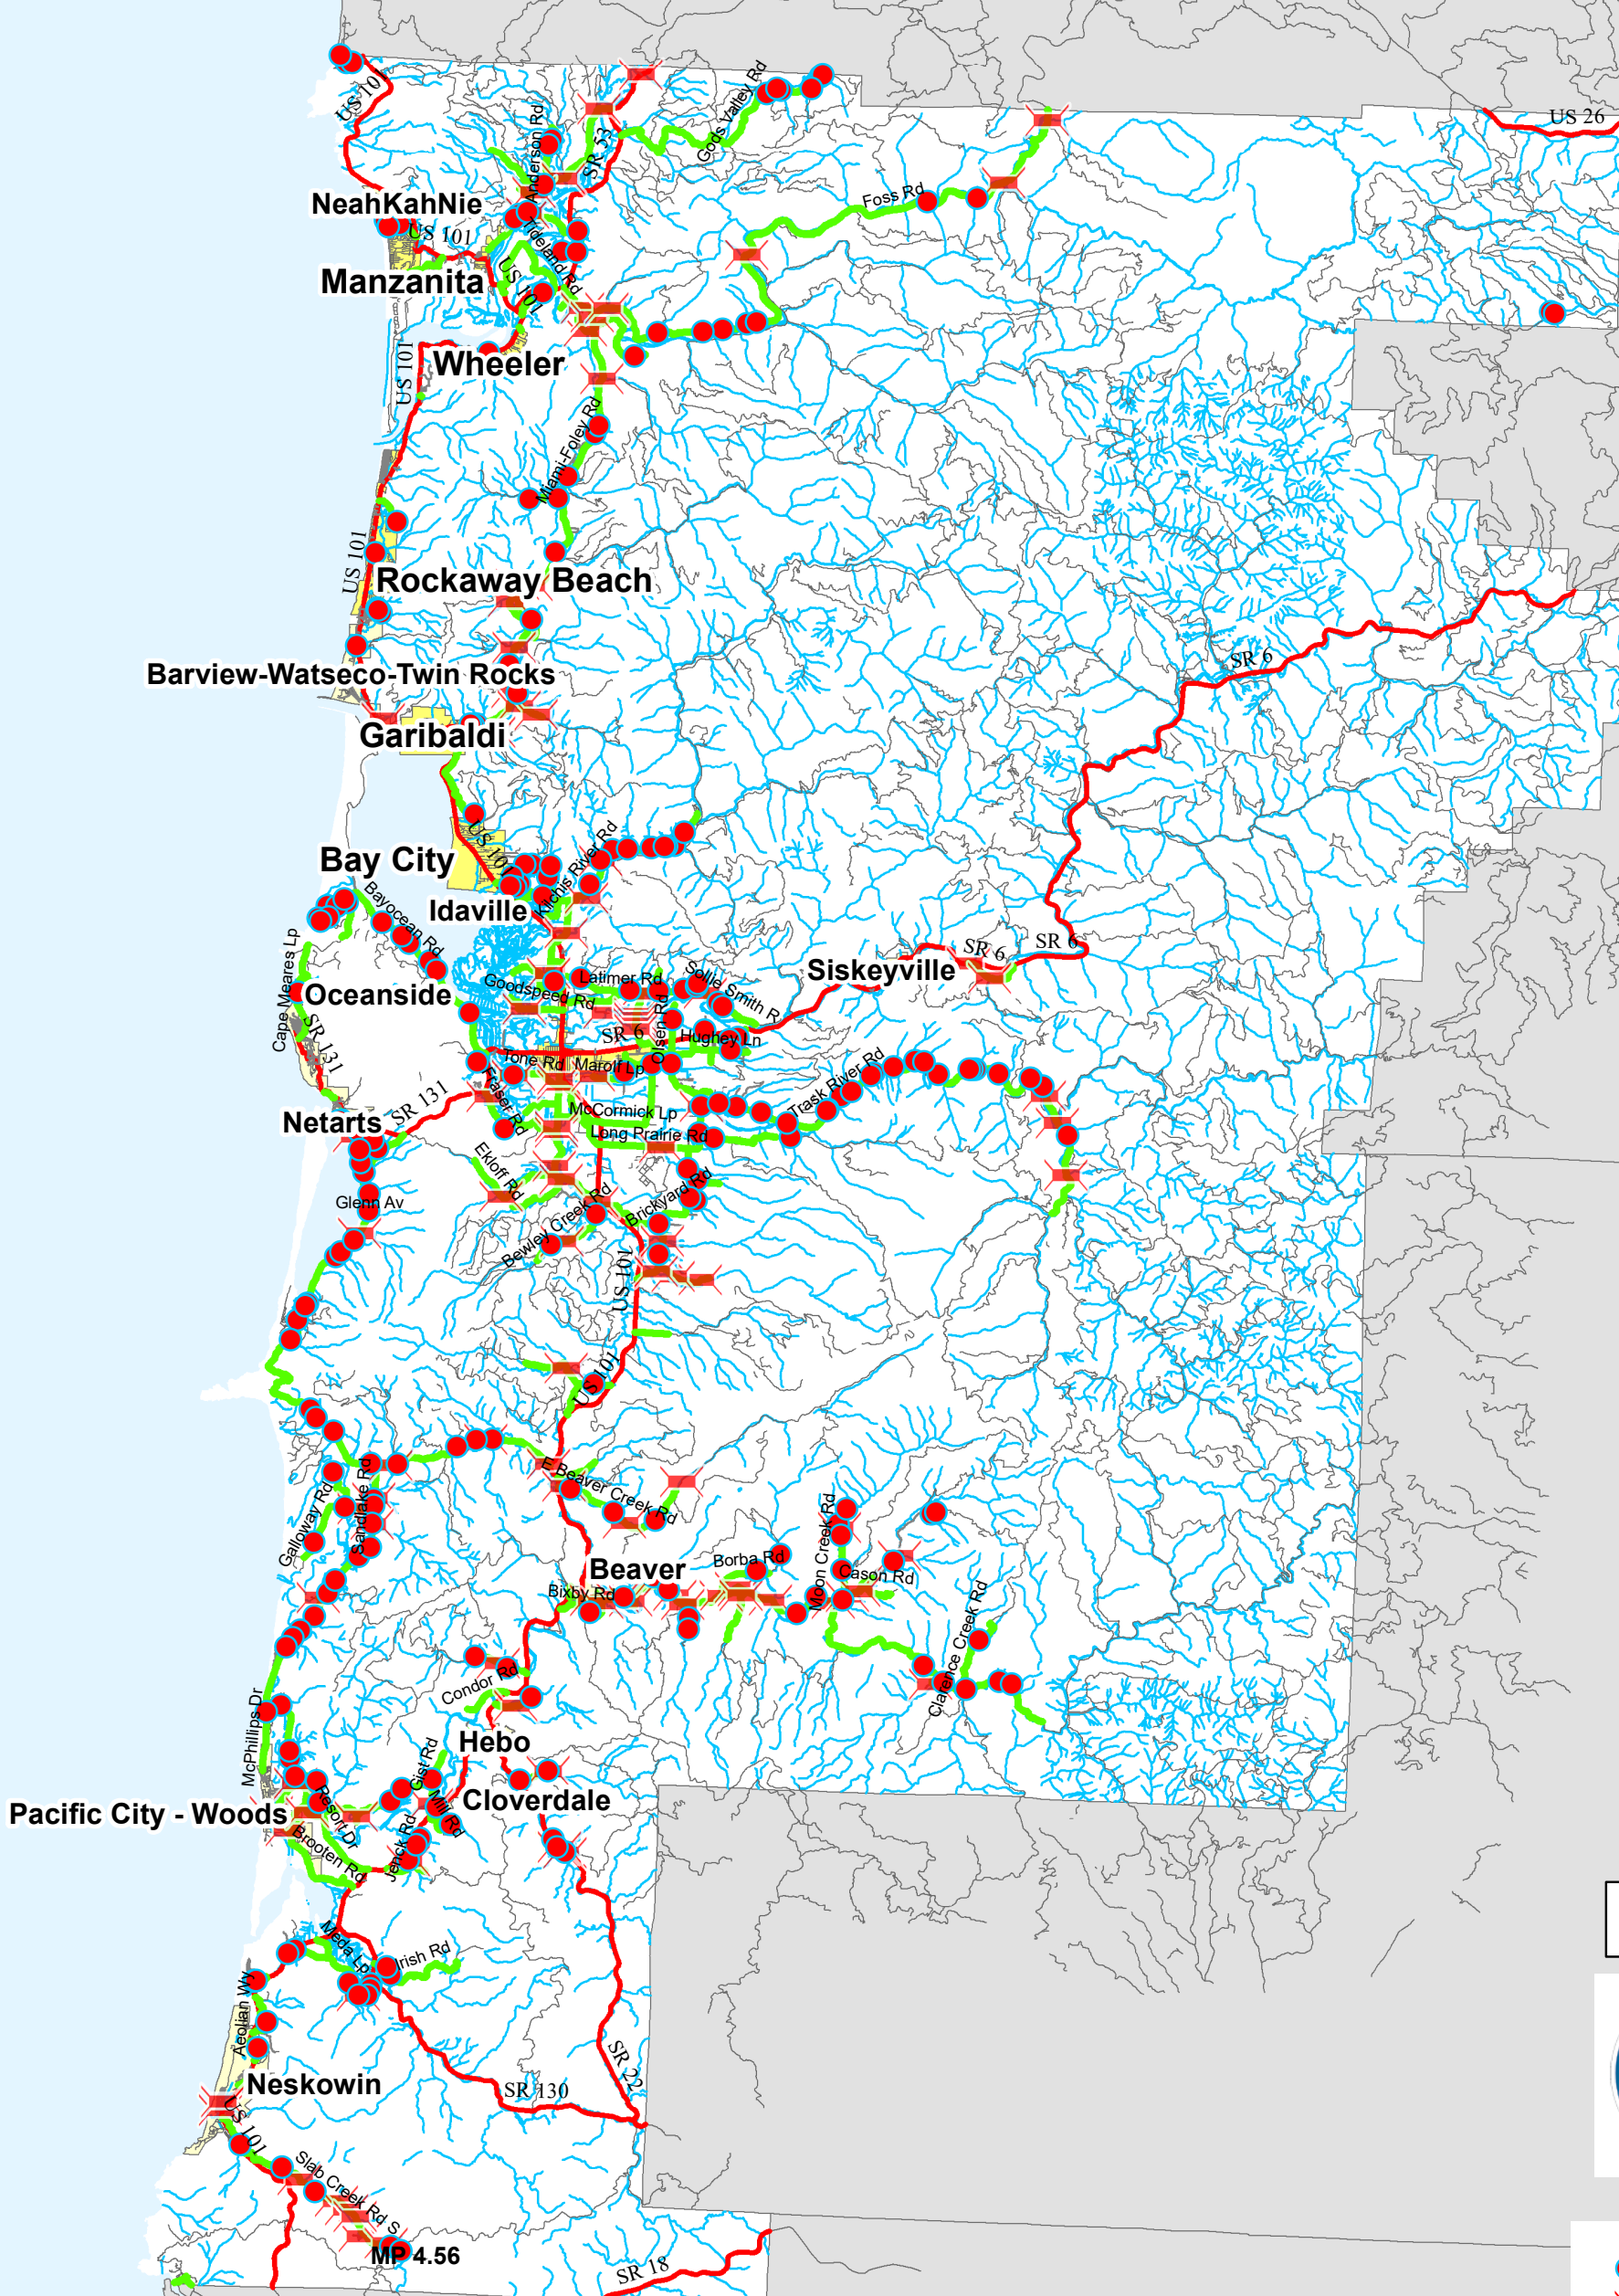 US 101
US 26
Gods Valley Rd
Anderson Rd
SR 53
Foss Rd
NeahKahNie
US 101
Tideland Rd
Manzanita
US 101
US 101
Wheeler
Miami-Foley Rd
US 101
Rockaway Beach
SR 6
Barview-Watseco-Twin Rocks
Garibaldi
US 101
Kilchis River Rd
Bay City
Bayocean Rd
Idaville
Cape Meares Lp
SR 6
SR 6
Siskeyville
Latimer Rd
Sollie Smith R
Goodspeed Rd
Oceanside
Olsen Rd
SR 131
SR 6
Hughey Ln
Tone Rd
Maroif Lp
Trask River Rd
Fraser Rd
SR 131
McCormick Lp
Netarts
Long Prairie Rd
Ekloff Rd
Glenn Av
Brickyard Rd
Bewley Creek Rd
US 101
US 101
E Beaver Creek Rd
Sandlake Rd
Galloway Rd
Moon Creek Rd
Borba Rd
Beaver
Cason Rd
Bixby Rd
Clarence Creek Rd
Condor Rd
McPhillips Dr
Hebo
Gist Rd
Cloverdale
Resort Dr
Mill Rd
Pacific City - Woods
Brooten Rd
Jenck Rd
Meda Lp
Irish Rd
Aeolian Wy
SR 22
Neskowin
SR 130
US 101
Slab Creek Rd S
MP 4.56
SR 18